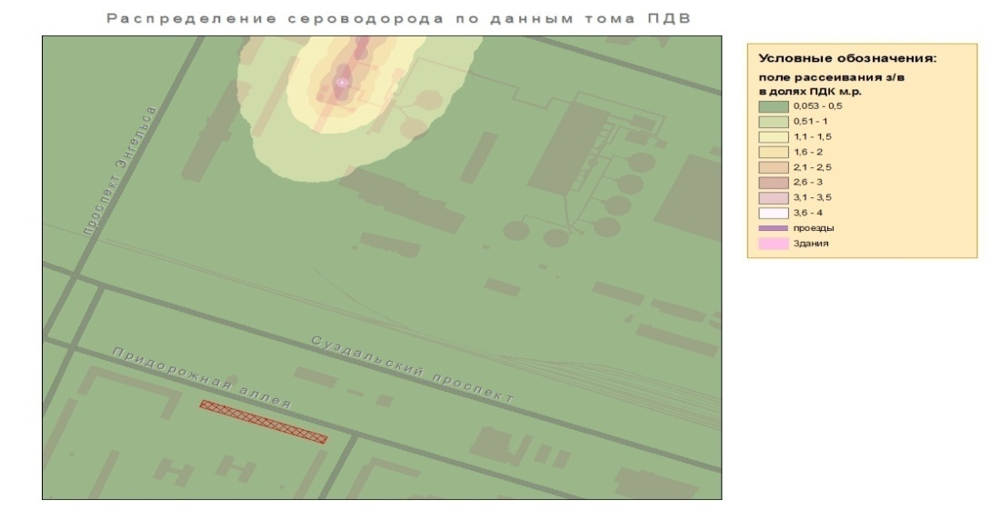 Распределение сероводорода по данным тома ПДВ
проспект Энгельса
Придорожная аллея
Суздальский проспект
Условные обозначения:
поле рассеивания з/в
в долях ПДК м.р.
0,053 - 0,5
0,51 - 1
1,1 - 1,5
1,6 - 2
2,1 - 2,5
2,6 - 3
3,1 - 3,5
3,6 - 4
проезды
Здания